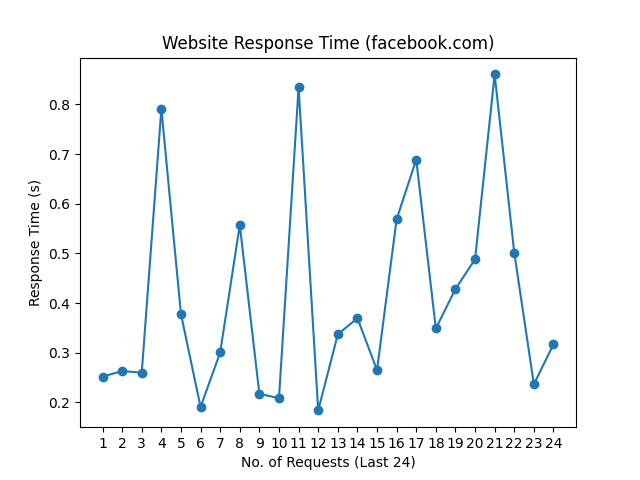 Website Response Time (facebook.com)
0.8
0.7
0.6
0.5
0.4
0.3
0.2
Response Time (s)
1 2 3 4 5 6 7 8 9 10 11 12 13 14 15 16 17 18 19 20 21 22 23 24
No. of Requests (Last 24)